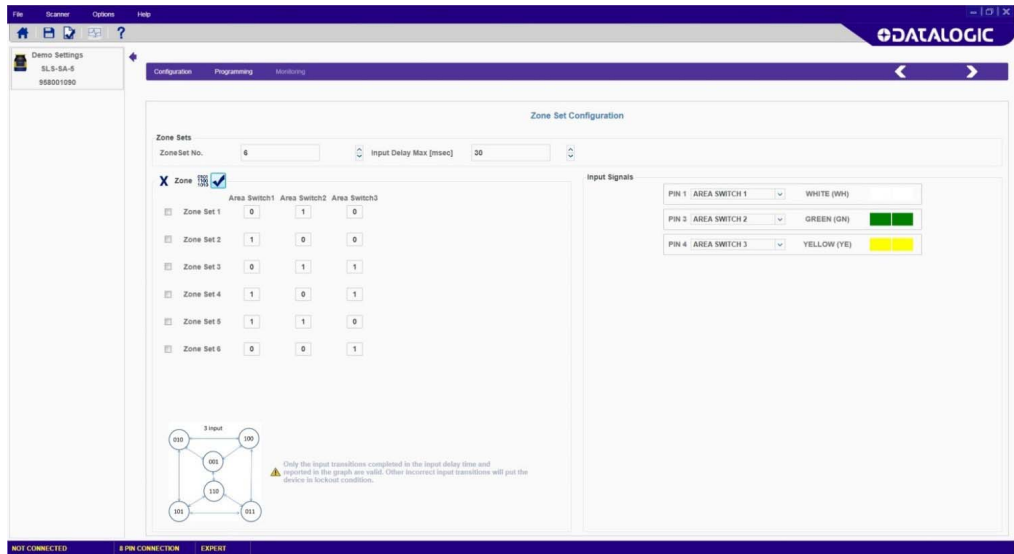 File Scanner Options Help
DATALOGIC
Demo Settings
SLS-SA-5
958001090
Configuration Programming Monitoring
Zone Set Configuration
Zone Sets
ZoneSet No. 6 Input Delay Max [msec] 30
X Zone
Input Signals
Area Switch1 Area Switch2 Area Switch3
Zone Set 1 0 1 0
Zone Set 2 1 0 0
Zone Set 3 0 1 1
Zone Set 4 1 0 1
Zone Set 5 1 1 0
Zone Set 6 0 0 1
PIN 1 AREA SWITCH 1 WHITE (WH)
PIN 3 AREA SWITCH 2 GREEN (GN)
PIN 4 AREA SWITCH 3 YELLOW (YE)
3 input
010 100
001
110
101 011
Only the input transitions completed in the input delay time and
reported in the graph are valid. Other incorrect input transitions will put the
device in lockout condition.
NOT CONNECTED 8 PIN CONNECTION EXPERT